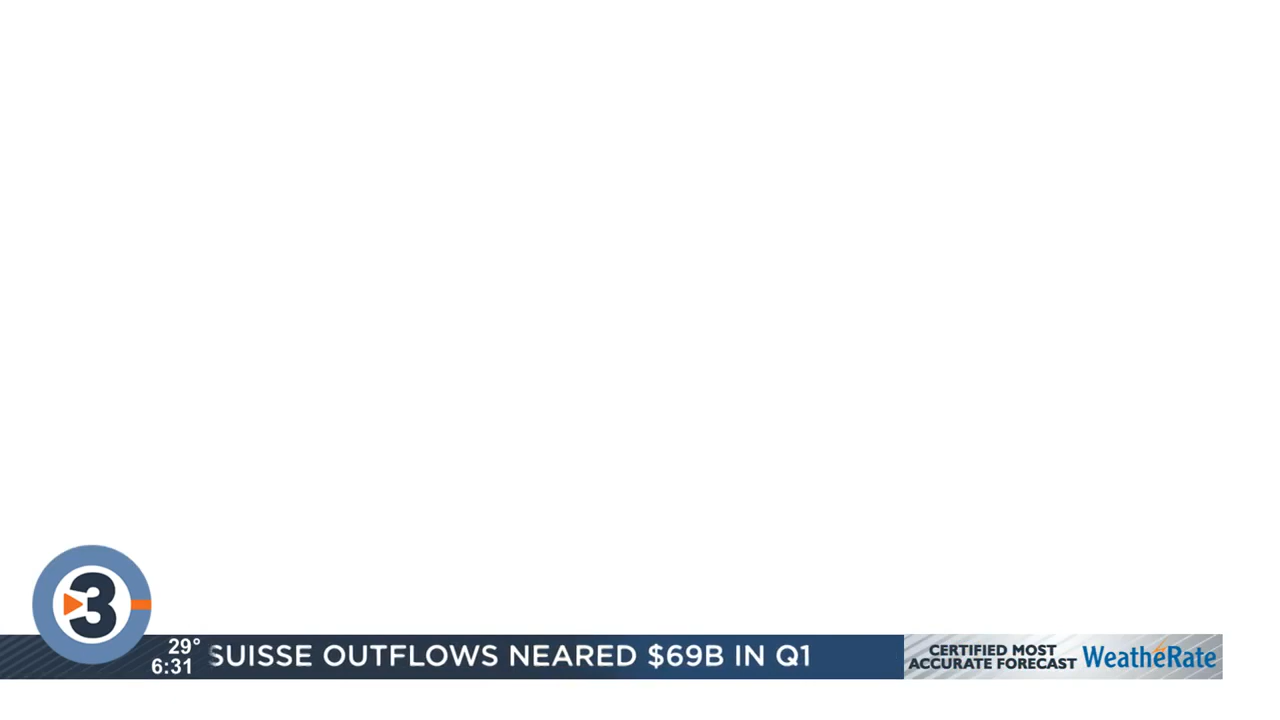 3
29°
6:31
SUISSE OUTFLOWS NEARED $69B IN Q1
CERTIFIED MOST
ACCURATE FORECAST
WeatheRate